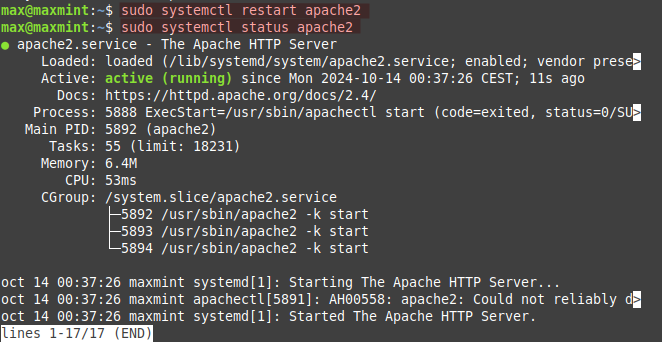 max@maxmint:~$ sudo systemctl restart apache2
max@maxmint:~$ sudo systemctl status apache2
● apache2.service - The Apache HTTP Server
     Loaded: loaded (/lib/systemd/system/apache2.service; enabled; vendor prese>
     Active: active (running) since Mon 2024-10-14 00:37:26 CEST; 11s ago
       Docs: https://httpd.apache.org/docs/2.4/
    Process: 5888 ExecStart=/usr/sbin/apachectl start (code=exited, status=0/SU>
   Main PID: 5892 (apache2)
      Tasks: 55 (limit: 18231)
     Memory: 6.4M
        CPU: 53ms
     CGroup: /system.slice/apache2.service
             ├─5892 /usr/sbin/apache2 -k start
             ├─5893 /usr/sbin/apache2 -k start
             └─5894 /usr/sbin/apache2 -k start

oct 14 00:37:26 maxmint systemd[1]: Starting The Apache HTTP Server...
oct 14 00:37:26 maxmint apachectl[5891]: AH00558: apache2: Could not reliably d>
oct 14 00:37:26 maxmint systemd[1]: Started The Apache HTTP Server.
lines 1-17/17 (END)